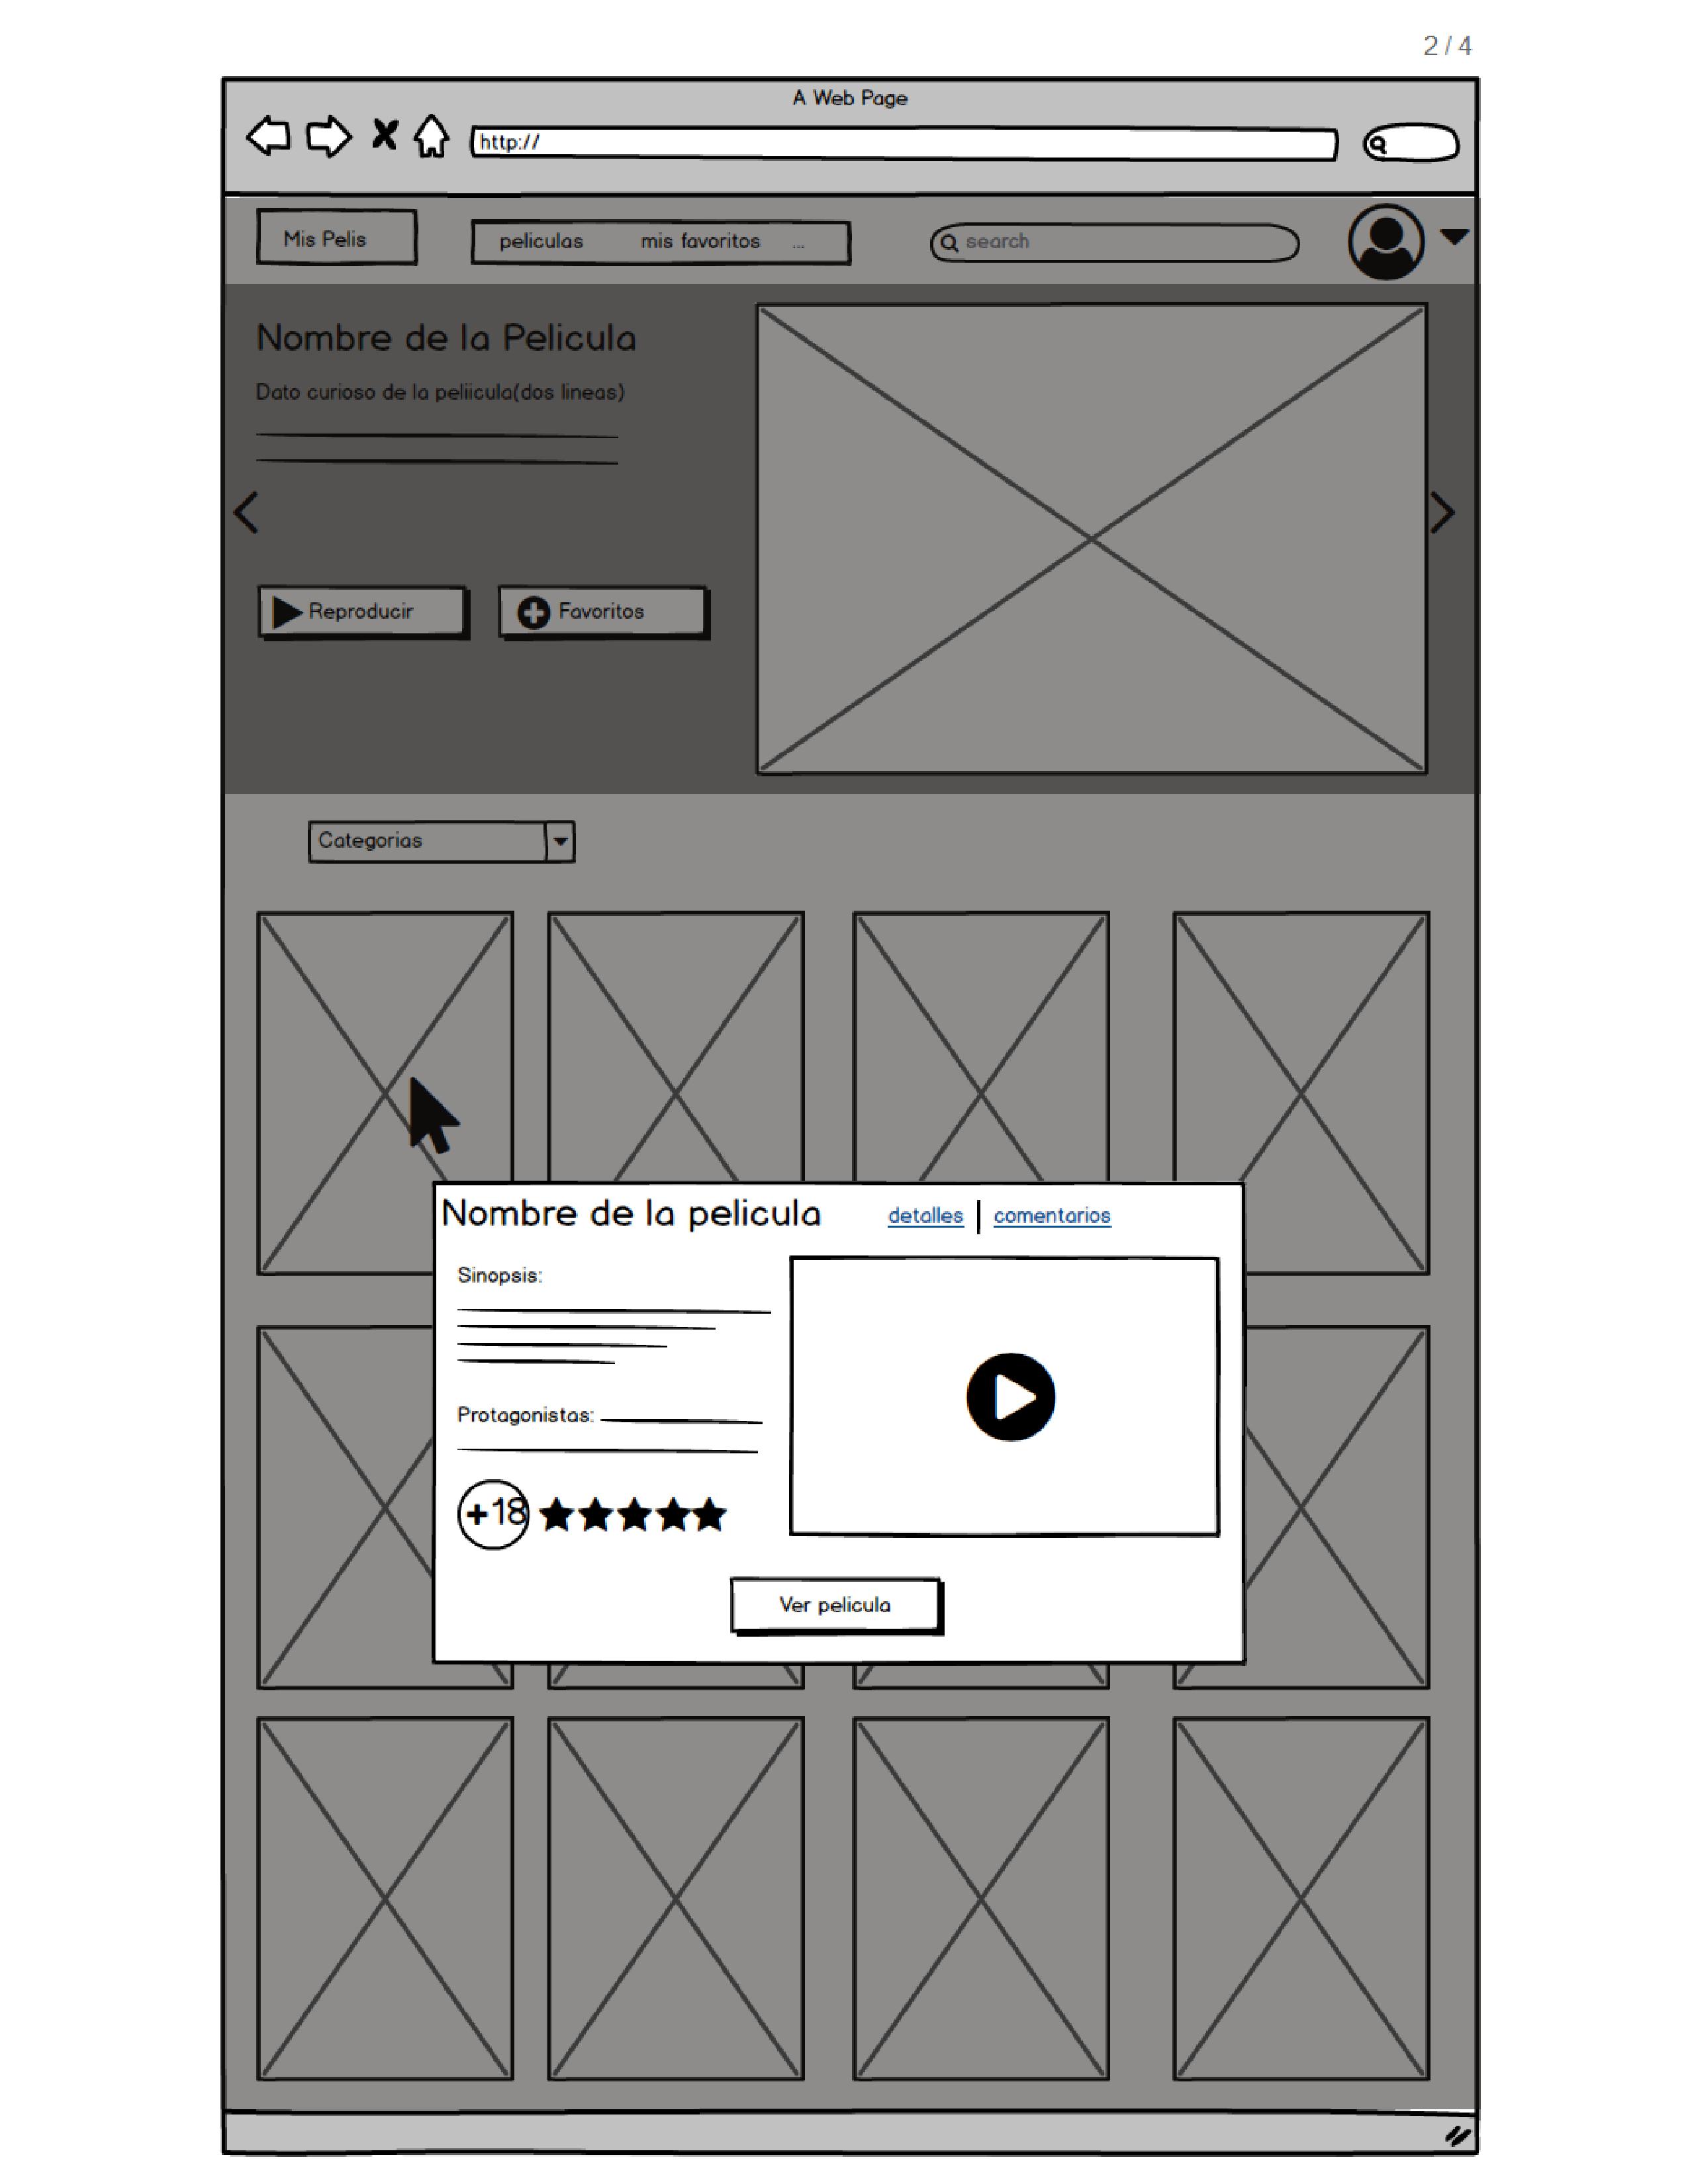 2 / 4
A Web Page
http://
Mis Pelis
peliculas mis favoritos ...
search
Nombre de la Pelicula
Dato curioso de la peliicula(dos lineas)
Reproducir
Favoritos
Categorias
Nombre de la pelicula
detalles | comentarios
Sinopsis:
Protagonistas:
+18
Ver pelicula